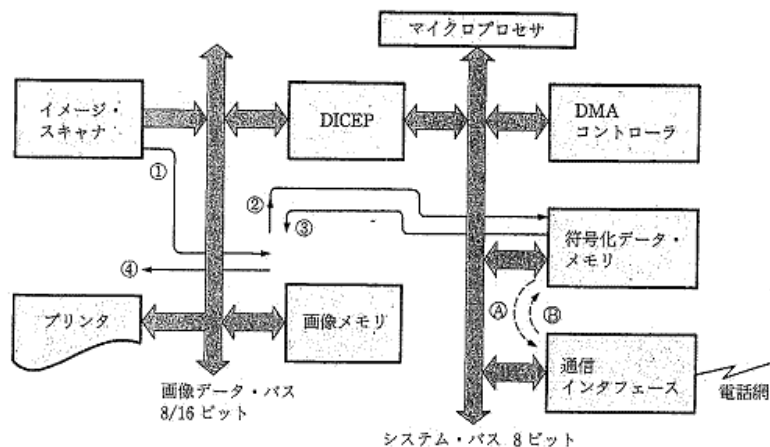 マイクロプロセサ
イメージ・
スキャナ
DICEP
DMA
コントローラ
①
②
③
④
符号化データ・
メモリ
プリンタ
画像メモリ
Ⓐ
Ⓑ
通信
インタフェース
電話網
画像データ・バス
8/16 ビット
システム・バス 8 ビット